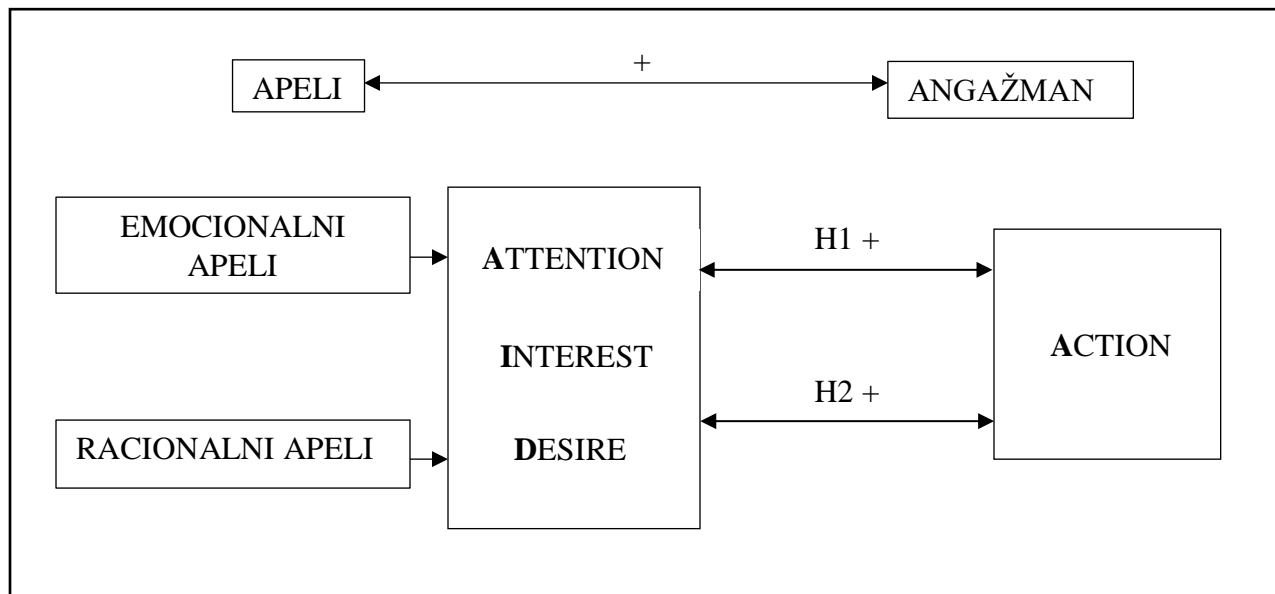 +
APELI
ANGAŽMAN
EMOCIONALNI
APELI
ATTENTION
H1 +
INTEREST
ACTION
H2 +
RACIONALNI APELI
DESIRE